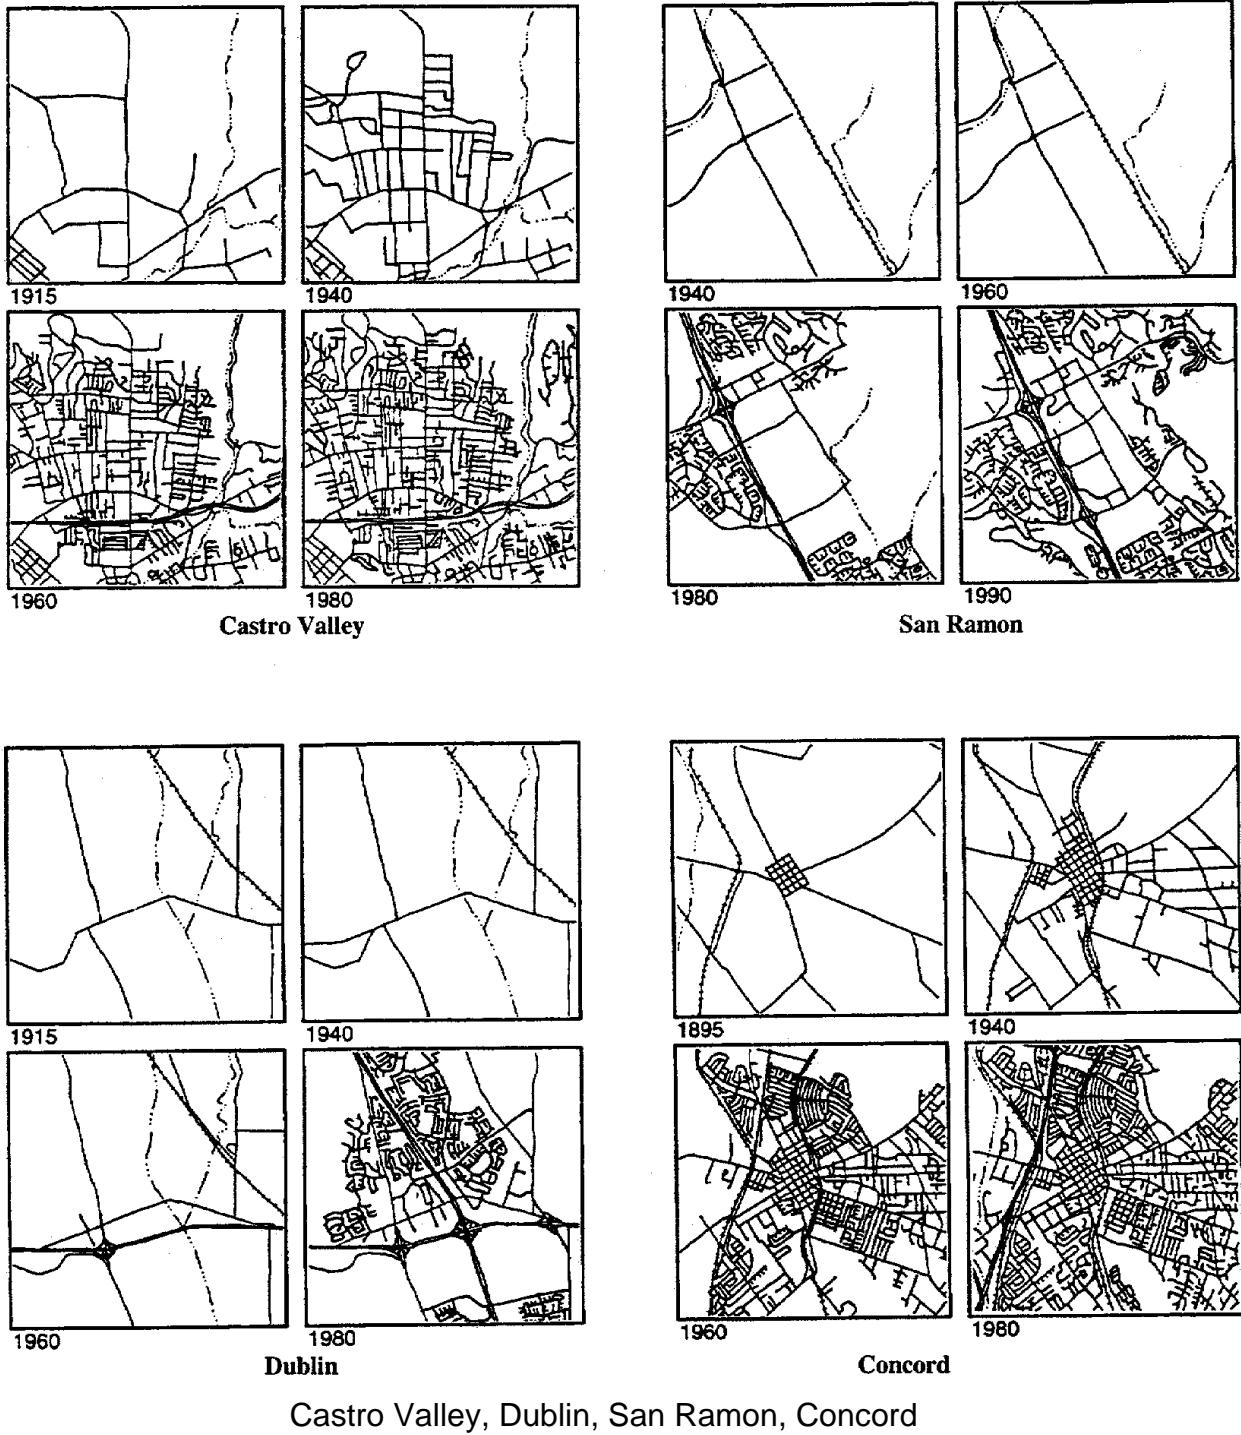 1915 1940
1960 1980
Castro Valley
1940 1960
1980 1990
San Ramon
1915 1940
1960 1980
Dublin
1895 1940
1960 1980
Concord
Castro Valley, Dublin, San Ramon, Concord